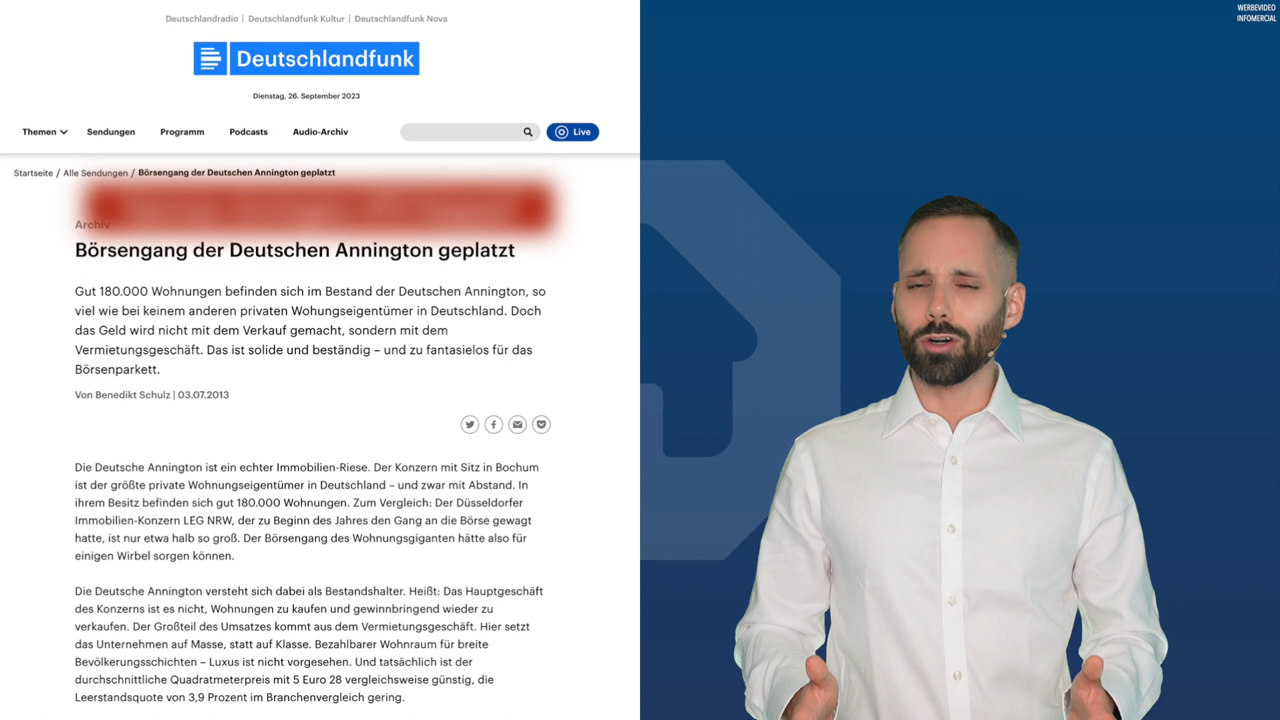 Deutschlandradio | Deutschlandfunk Kultur | Deutschlandfunk Nova
Deutschlandfunk
Dienstag, 26. September 2023
Themen Sendungen Programm Podcasts Audio-Archiv Live
Startseite / Alle Sendungen / Börsengang der Deutschen Annington geplatzt
Archiv
Börsengang der Deutschen Annington geplatzt
Gut 180.000 Wohnungen befinden sich im Bestand der Deutschen Annington, so
viel wie bei keinem anderen privaten Wohungseigentümer in Deutschland. Doch
das Geld wird nicht mit dem Verkauf gemacht, sondern mit dem
Vermietungsgeschäft. Das ist solide und beständig – und zu fantasielos für das
Börsenparkett.
Von Benedikt Schulz | 03.07.2013
Die Deutsche Annington ist ein echter Immobilien-Riese. Der Konzern mit Sitz in Bochum
ist der größte private Wohnungseigentümer in Deutschland – und zwar mit Abstand. In
ihrem Besitz befinden sich gut 180.000 Wohnungen. Zum Vergleich: Der Düsseldorfer
Immobilien-Konzern LEG NRW, der zu Beginn des Jahres den Gang an die Börse gewagt
hatte, ist nur etwa halb so groß. Der Börsengang des Wohnungsgiganten hätte also für
einigen Wirbel sorgen können.
Die Deutsche Annington versteht sich dabei als Bestandshalter. Heißt: Das Hauptgeschäft
des Konzerns ist es nicht, Wohnungen zu kaufen und gewinnbringend wieder zu
verkaufen. Der Großteil des Umsatzes kommt aus dem Vermietungsgeschäft. Hier setzt
das Unternehmen auf Masse, statt auf Klasse. Bezahlbarer Wohnraum für breite
Bevölkerungsschichten – Luxus ist nicht vorgesehen. Und tatsächlich ist der
durchschnittliche Quadratmeterpreis mit 5 Euro 28 vergleichsweise günstig, die
Leerstandsquote von 3,9 Prozent im Branchenvergleich gering.
WERBEVIDEO
INFOMERCIAL